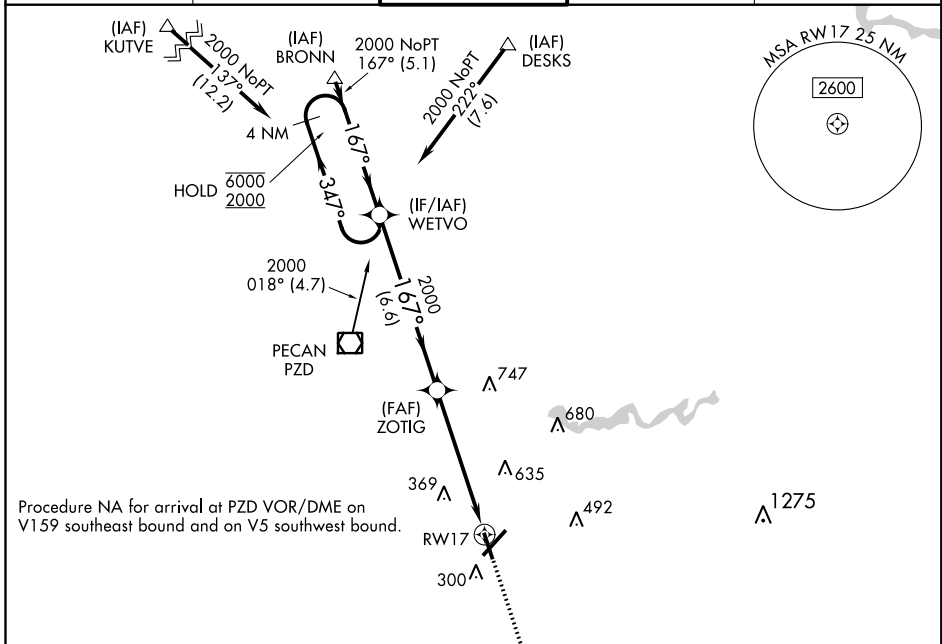 (IAF)
KUTVE
2000 NoPT
137°
(12.2)
(IAF)
BRONN
2000 NoPT
167° (5.1)
(IAF)
DESKS
2000 NoPT
222°
(7.6)
MSA RW17 25 NM
2600
4 NM
167°
347°
HOLD
6000
2000
(IF/IAF)
WETVO
2000
018° (4.7)
2000
167°
(6.6)
PECAN
PZD
(FAF)
ZOTIG
747
680
635
369
492
1275
Procedure NA for arrival at PZD VOR/DME on
V159 southeast bound and on V5 southwest bound.
RW17
300